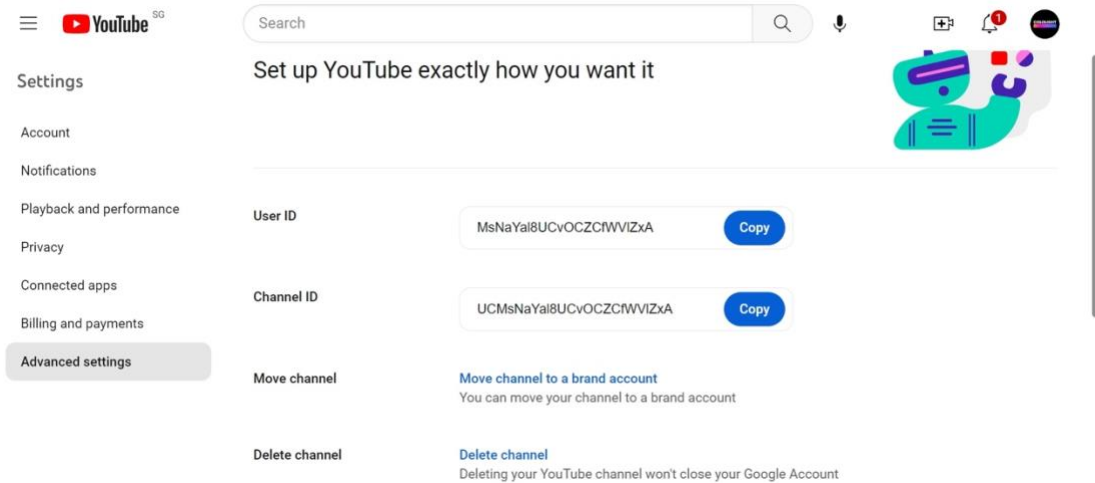 YouTube SG
Search
1
Settings
Set up YouTube exactly how you want it
Account
Notifications
Playback and performance
Privacy
Connected apps
Billing and payments
Advanced settings
User ID
MsNaYal8UCvOCZCfWVlZxA
Copy
Channel ID
UCMsNaYal8UCvOCZCfWVlZxA
Copy
Move channel
Move channel to a brand account
You can move your channel to a brand account
Delete channel
Delete channel
Deleting your YouTube channel won't close your Google Account